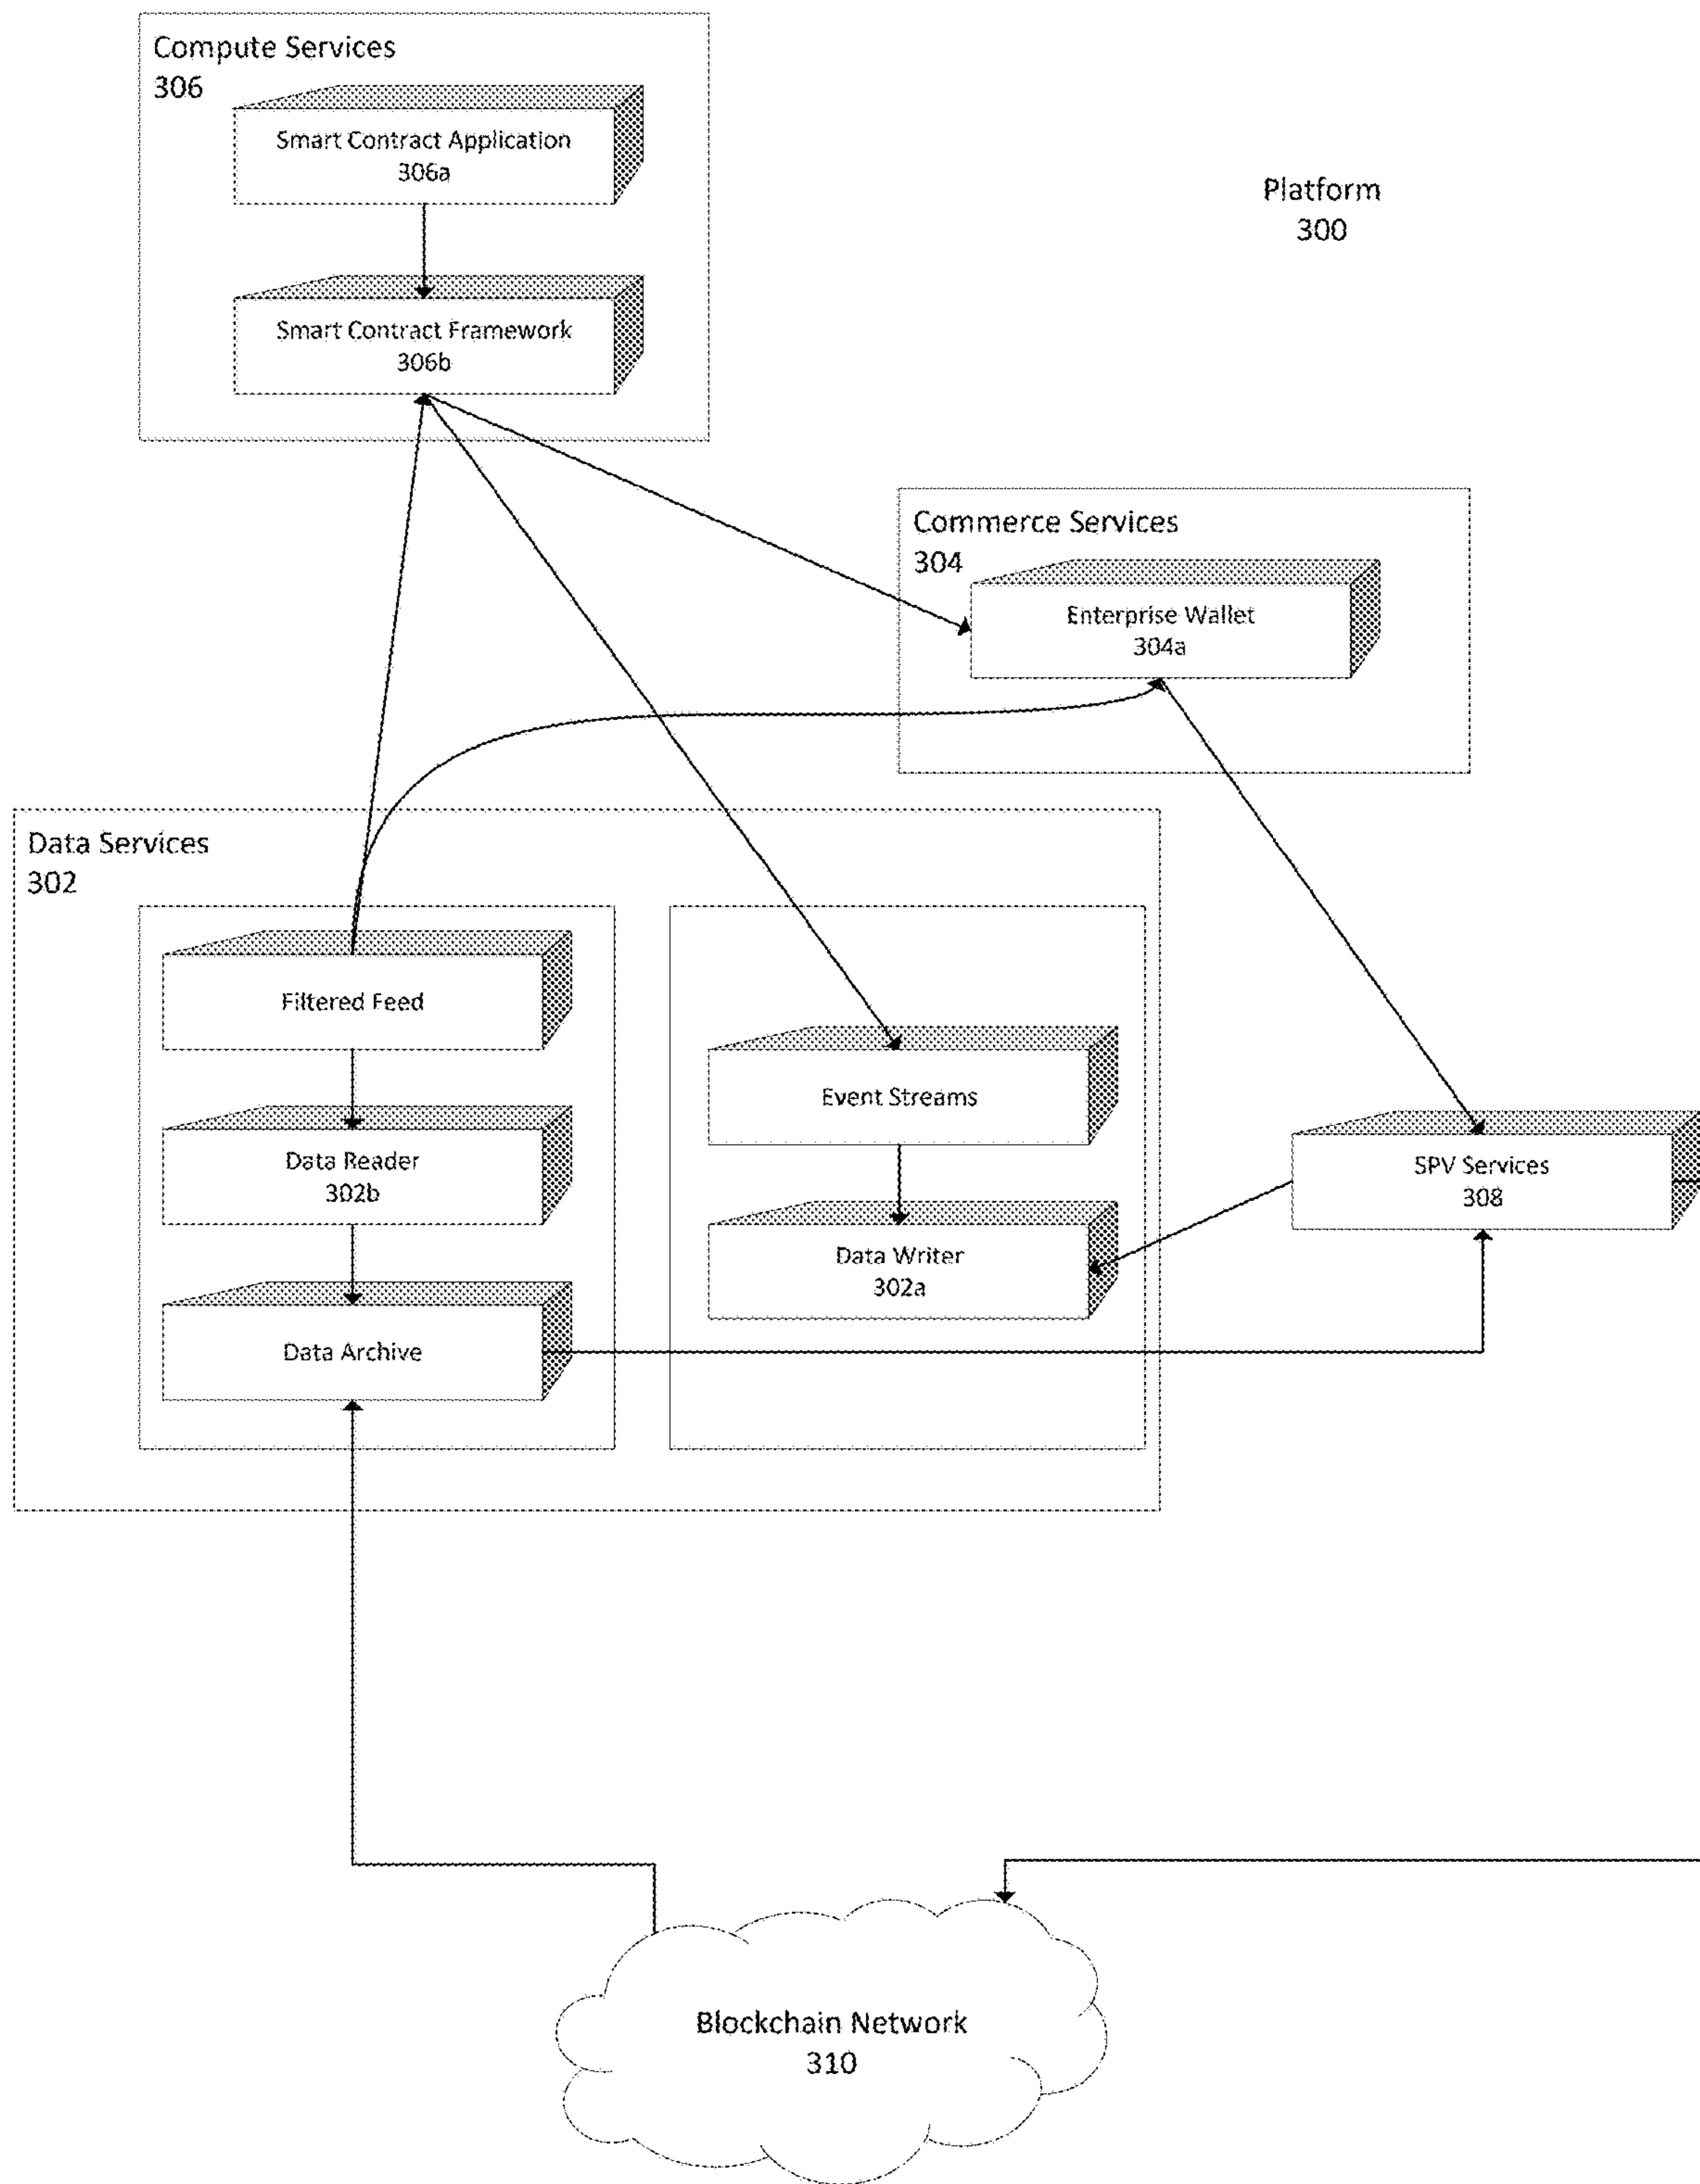 Compute Services
306
Smart Contract Application
306a
Smart Contract Framework
306b
Platform
300
Commerce Services
304
Enterprise Wallet
304a
Data Services
302
Filtered Feed
Data Reader
302b
Data Archive
Event Streams
Data Writer
302a
SPV Services
308
Blockchain Network
310